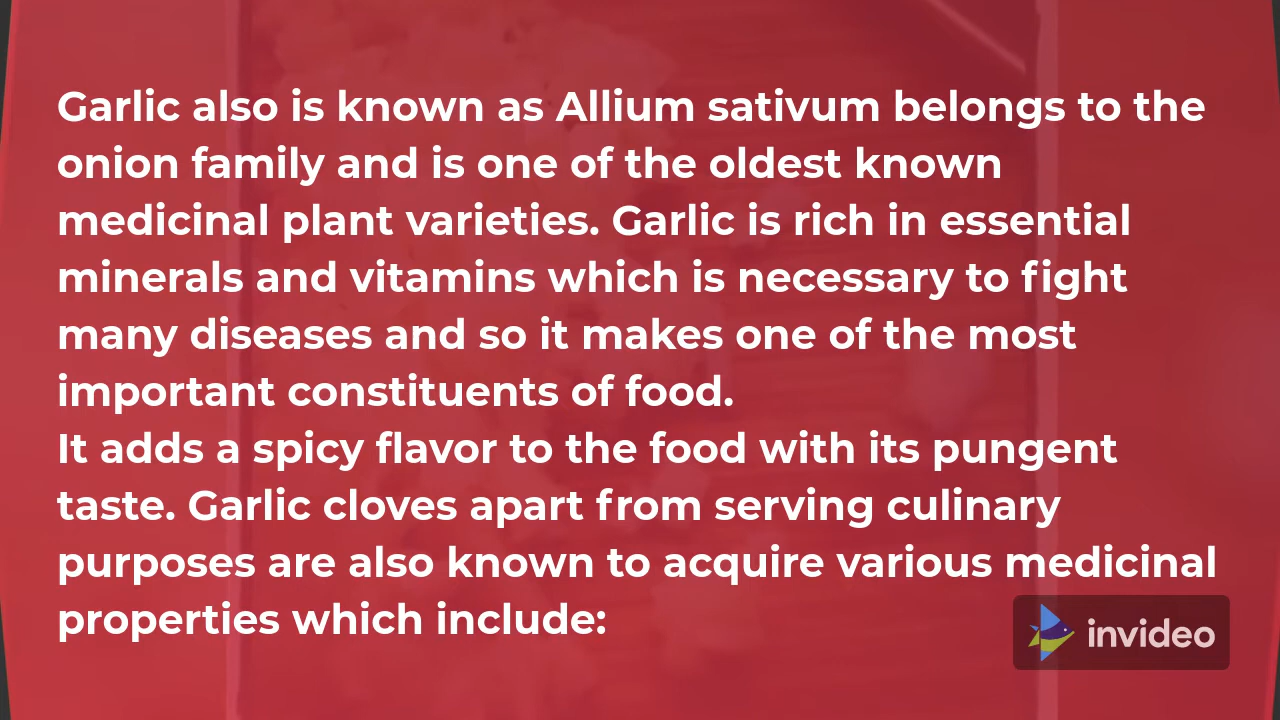 Garlic also is known as Allium sativum belongs to the
onion family and is one of the oldest known
medicinal plant varieties. Garlic is rich in essential
minerals and vitamins which is necessary to fight
many diseases and so it makes one of the most
important constituents of food.
It adds a spicy flavor to the food with its pungent
taste. Garlic cloves apart from serving culinary
purposes are also known to acquire various medicinal
properties which include:
invideo